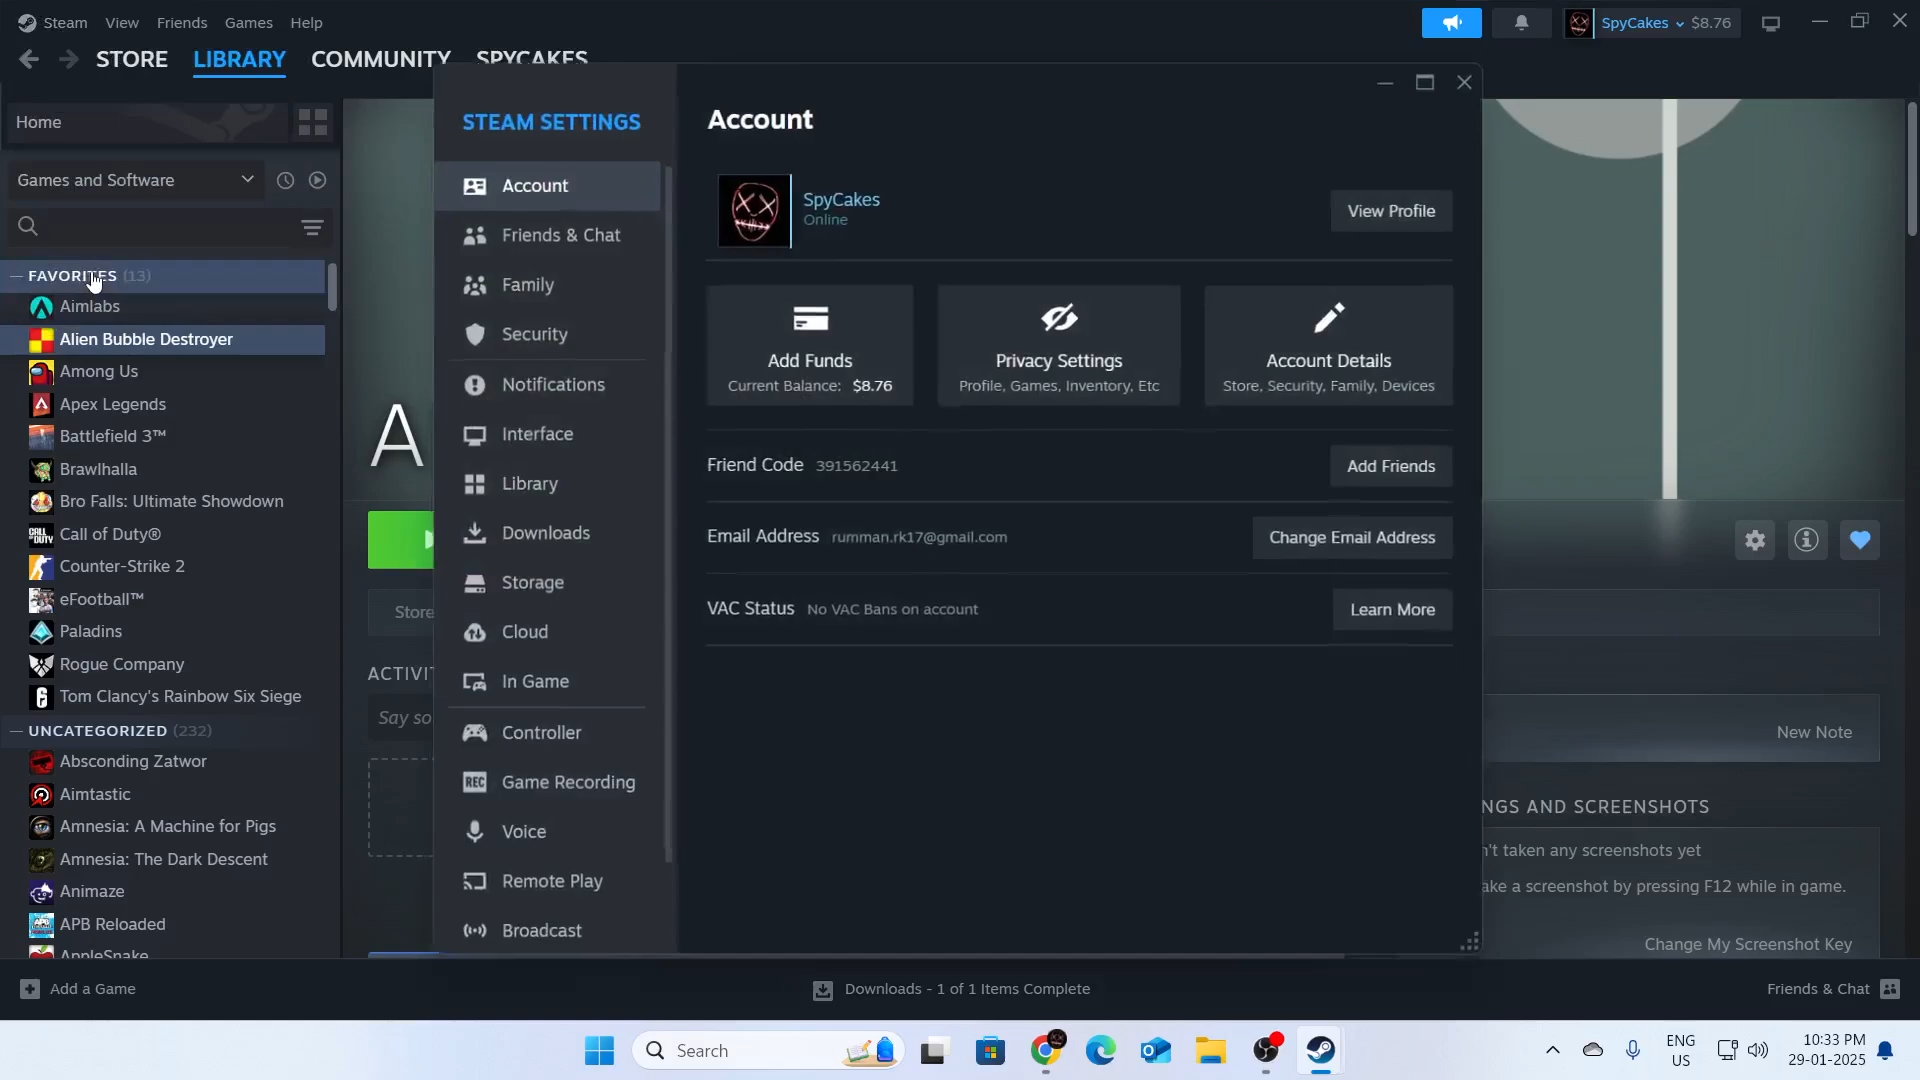 Steam View Friends Games Help
SpyCakes $8.76
STORE LIBRARY COMMUNITY SPYCAKES
Home
Games and Software
FAVORITES (13)
Aimlabs
Alien Bubble Destroyer
Among Us
Apex Legends
Battlefield 3™
Brawlhalla
Bro Falls: Ultimate Showdown
Call of Duty®
Counter-Strike 2
eFootball™
Paladins
Rogue Company
Tom Clancy's Rainbow Six Siege
UNCATEGORIZED (232)
Absconding Zatwor
Aimtastic
Amnesia: A Machine for Pigs
Amnesia: The Dark Descent
Animaze
APB Reloaded
AppleSnake
A
Store
ACTIVIT
Say so
STEAM SETTINGS
Account
Friends & Chat
Family
Security
Notifications
Interface
Library
Downloads
Storage
Cloud
In Game
Controller
REC Game Recording
Voice
Remote Play
Broadcast
Account
SpyCakes
Online
View Profile
Add Funds
Current Balance: $8.76
Privacy Settings
Profile, Games, Inventory, Etc
Account Details
Store, Security, Family, Devices
Friend Code 391562441
Add Friends
Email Address rumman.rk17@gmail.com
Change Email Address
VAC Status No VAC Bans on account
Learn More
New Note
NGS AND SCREENSHOTS
n't taken any screenshots yet
ake a screenshot by pressing F12 while in game.
Change My Screenshot Key
Add a Game
Downloads - 1 of 1 Items Complete
Friends & Chat
Search
ENG
US
10:33 PM
29-01-2025